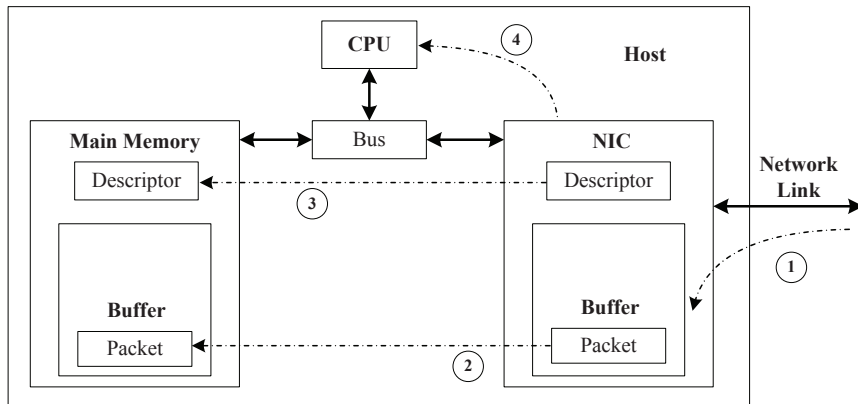 CPU
4
Host
Main Memory
Bus
NIC
Descriptor
Descriptor
Network
Link
3
1
Buffer
Buffer
Packet
Packet
2